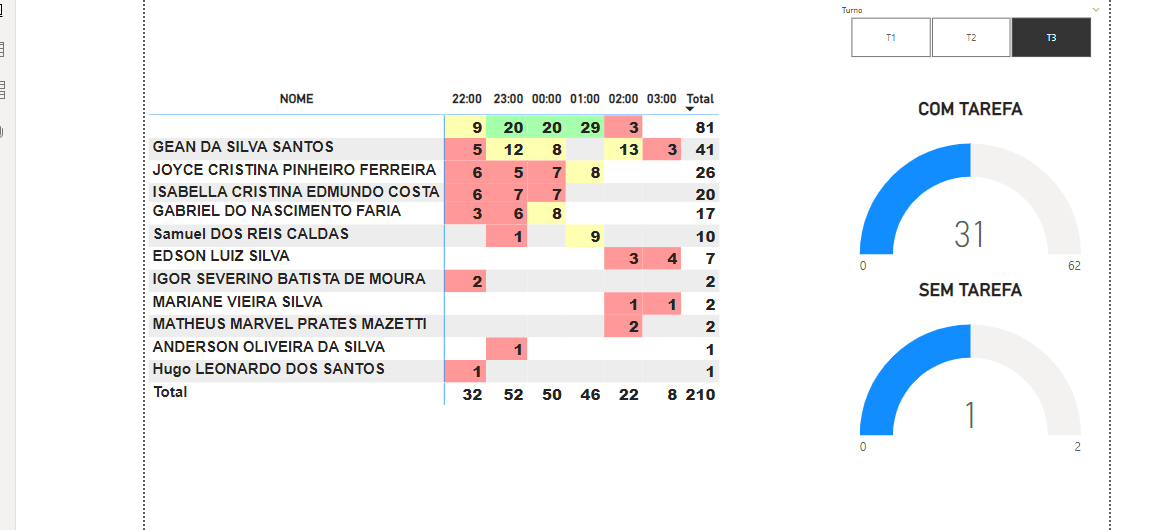 Turno
T1 T2 T3
NOME 22:00 23:00 00:00 01:00 02:00 03:00 Total
9 20 20 29 3 81
GEAN DA SILVA SANTOS 5 12 8 13 3 41
JOYCE CRISTINA PINHEIRO FERREIRA 6 5 7 8 26
ISABELLA CRISTINA EDMUNDO COSTA 6 7 7 20
GABRIEL DO NASCIMENTO FARIA 3 6 8 17
Samuel DOS REIS CALDAS 1 9 10
EDSON LUIZ SILVA 3 4 7
IGOR SEVERINO BATISTA DE MOURA 2 2
MARIANE VIEIRA SILVA 1 1 2
MATHEUS MARVEL PRATES MAZETTI 2 2
ANDERSON OLIVEIRA DA SILVA 1 1
Hugo LEONARDO DOS SANTOS 1 1
Total 32 52 50 46 22 8 210
COM TAREFA
31
0 62
SEM TAREFA
1
0 2